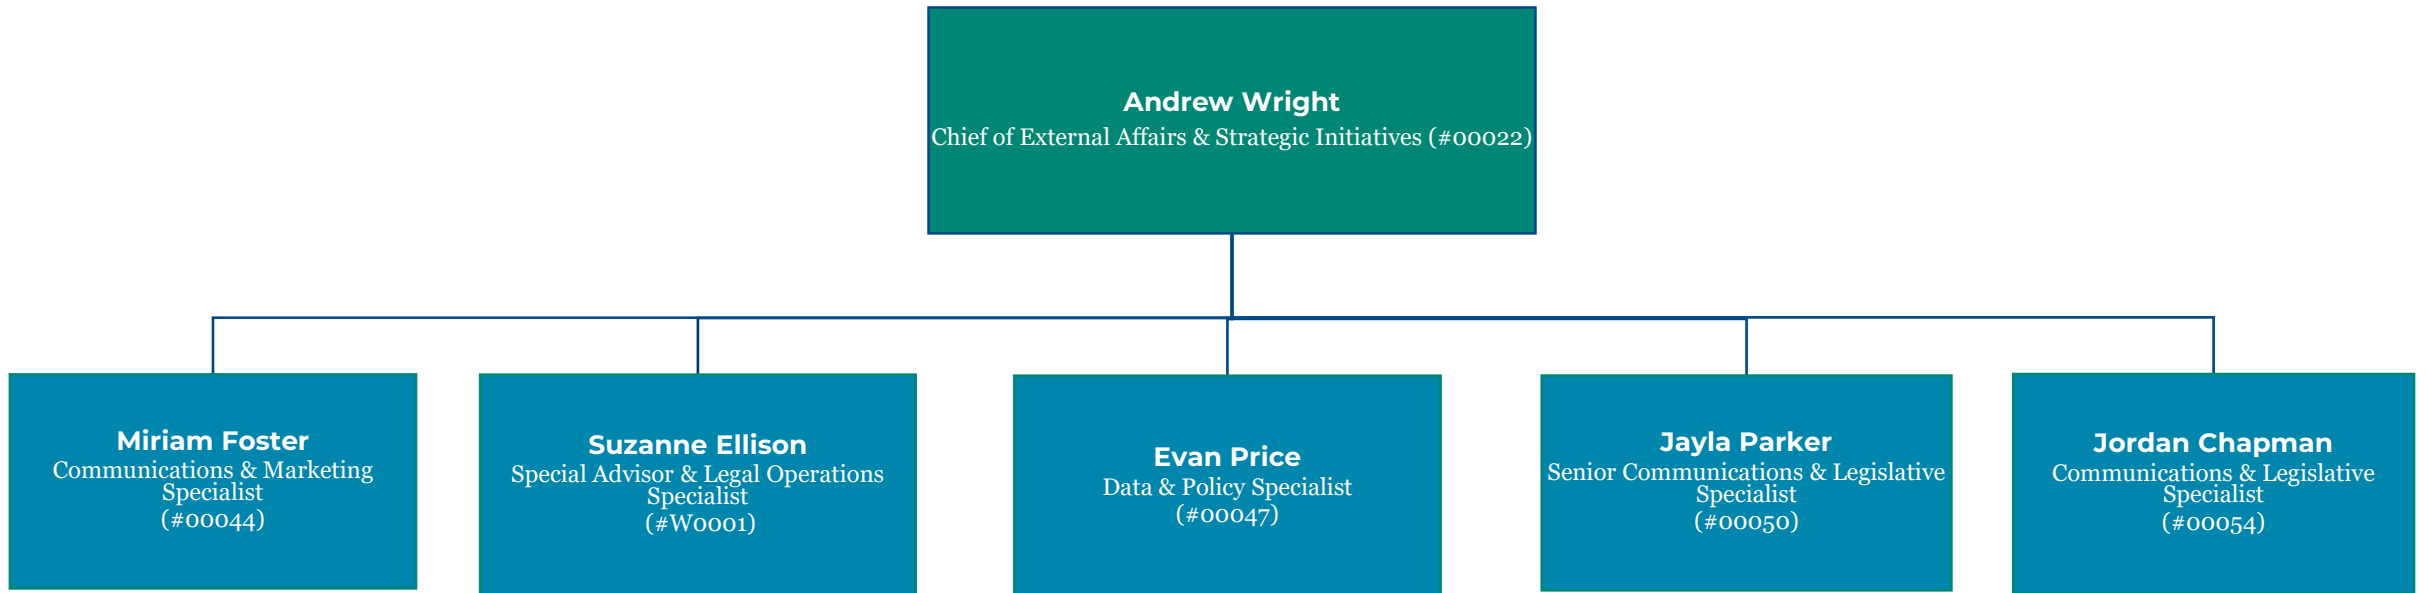 Andrew Wright
Chief of External Affairs & Strategic Initiatives (#00022)
Miriam Foster
Communications & Marketing
Specialist
(#00044)
Suzanne Ellison
Special Advisor & Legal Operations
Specialist
(#W0001)
Evan Price
Data & Policy Specialist
(#00047)
Jayla Parker
Senior Communications & Legislative
Specialist
(#00050)
Jordan Chapman
Communications & Legislative
Specialist
(#00054)